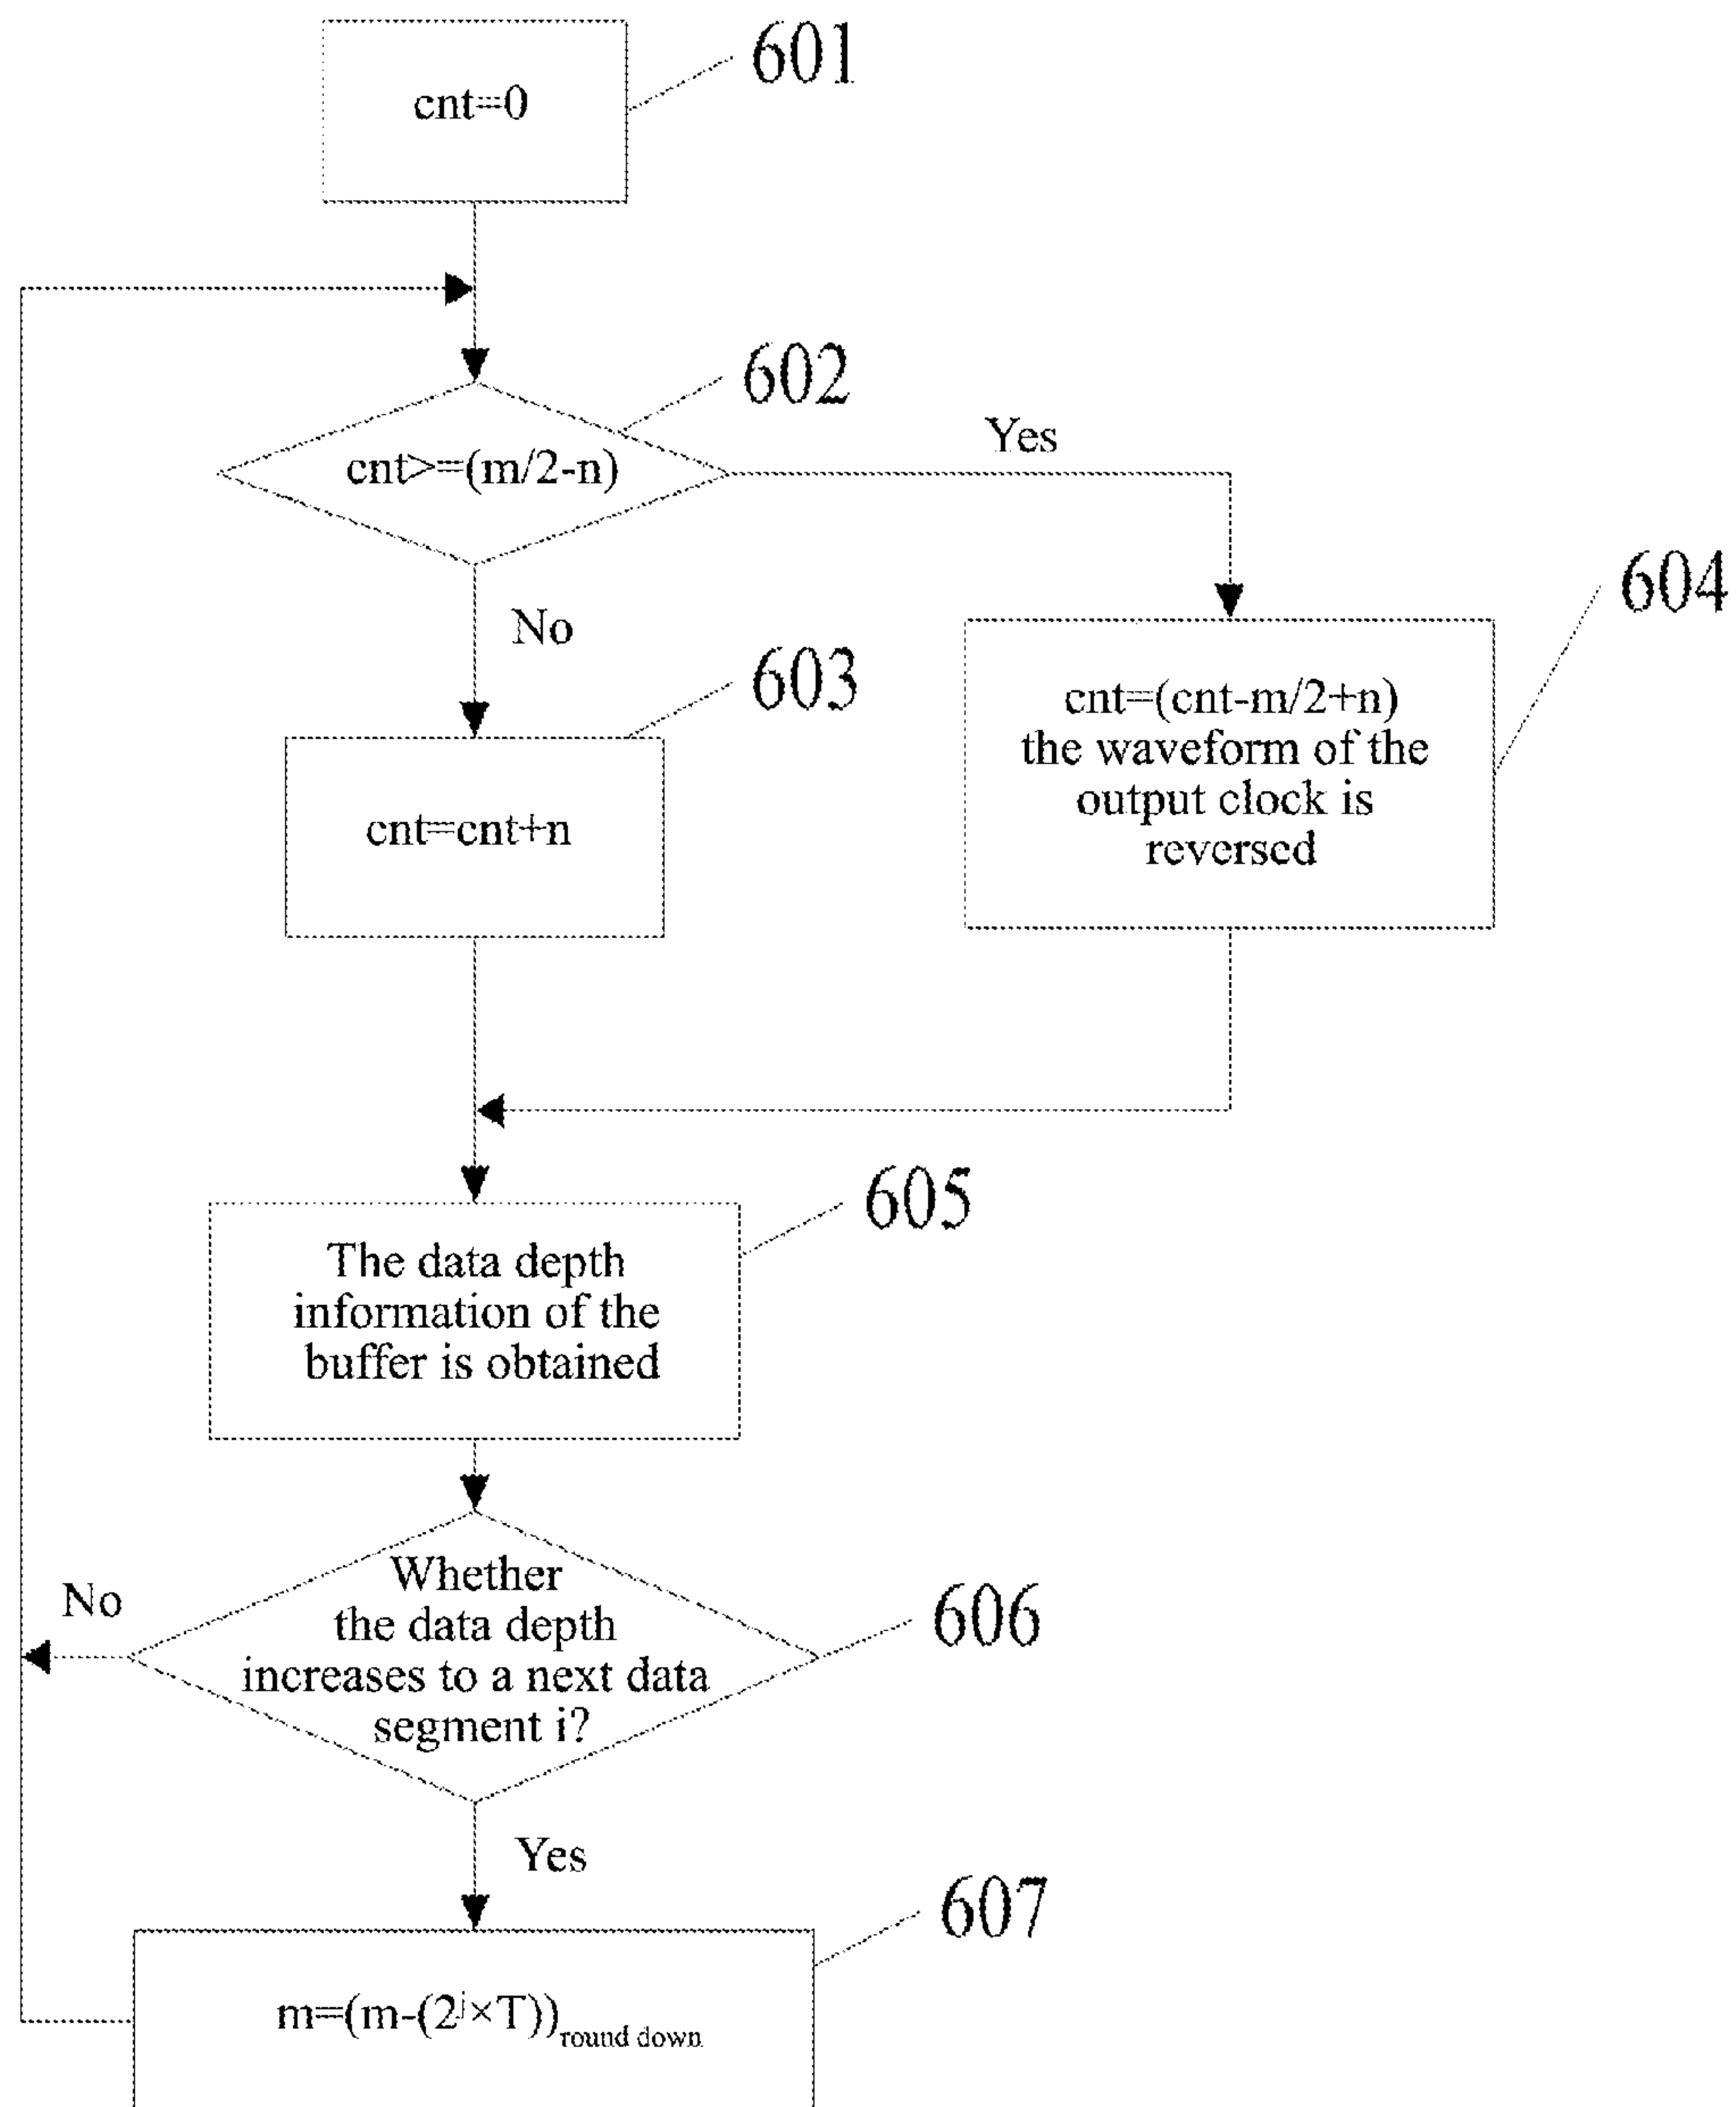 601
cnt=0
602
cnt>=(m/2-n)
Yes
No
603
cnt=cnt+n
604
cnt=(cnt-m/2+n)
the waveform of the
output clock is
reversed
605
The data depth
information of the
buffer is obtained
606
Whether
the data depth
increases to a next data
segment i?
No
Yes
607
m=(m-(2ʲ×T))round down